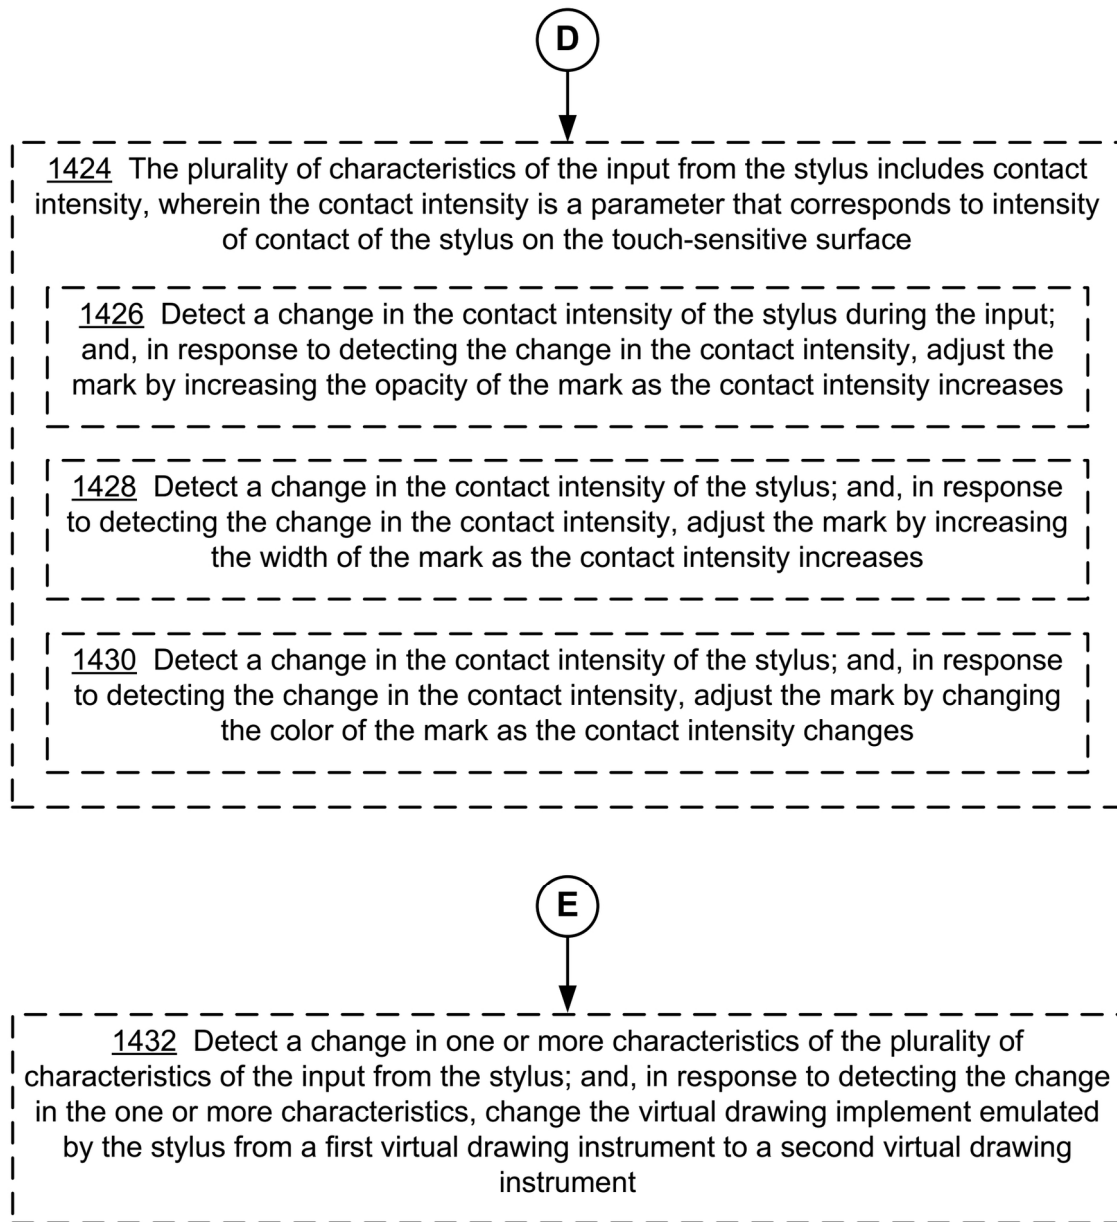 D
1424 The plurality of characteristics of the input from the stylus includes contact
intensity, wherein the contact intensity is a parameter that corresponds to intensity
of contact of the stylus on the touch-sensitive surface
1426 Detect a change in the contact intensity of the stylus during the input;
and, in response to detecting the change in the contact intensity, adjust the
mark by increasing the opacity of the mark as the contact intensity increases
1428 Detect a change in the contact intensity of the stylus; and, in response
to detecting the change in the contact intensity, adjust the mark by increasing
the width of the mark as the contact intensity increases
1430 Detect a change in the contact intensity of the stylus; and, in response
to detecting the change in the contact intensity, adjust the mark by changing
the color of the mark as the contact intensity changes
E
1432 Detect a change in one or more characteristics of the plurality of
characteristics of the input from the stylus; and, in response to detecting the change
in the one or more characteristics, change the virtual drawing implement emulated
by the stylus from a first virtual drawing instrument to a second virtual drawing
instrument